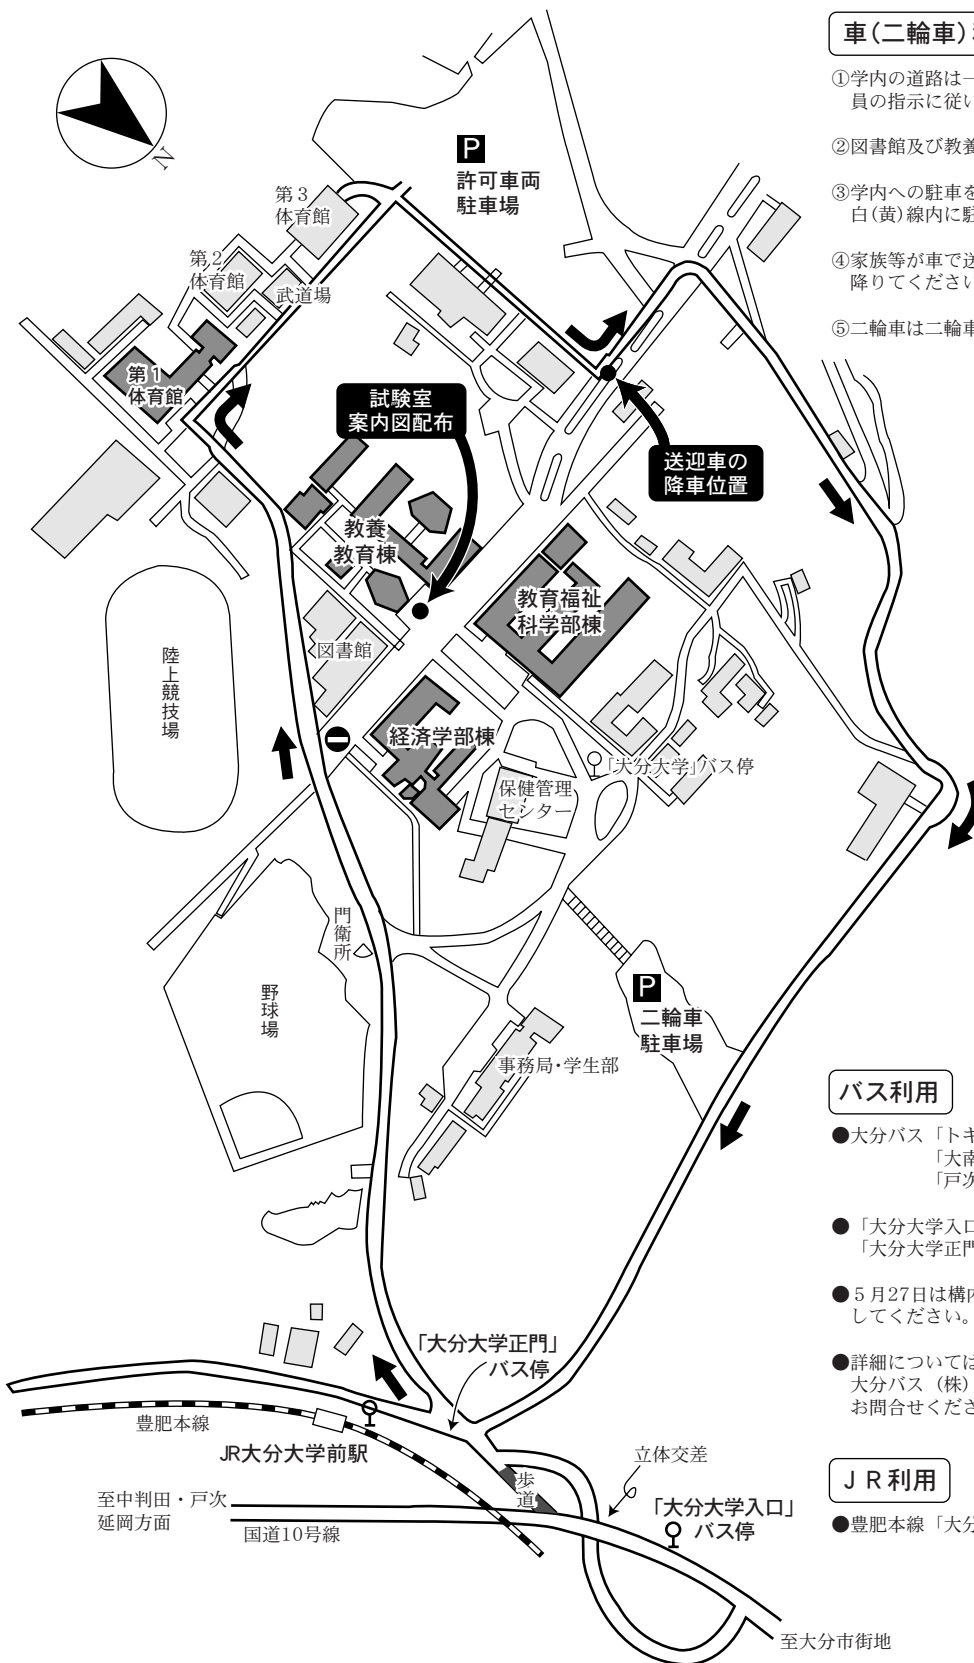 車(二輪車)
①学内の道路は一
員の指示に従い
②図書館及び教養
③学内への駐車を
白(黄)線内に駐
④家族等が車で送
降りてください
⑤二輪車は二輪車
N
P
許可車両
駐車場
第3
体育館
第2
体育館
武道場
第1
体育館
試験室
案内図配布
送迎車の
降車位置
教養
教育棟
教育福祉
科学部棟
図書館
陸上競技場
経済学部棟
「大分大学」バス停
保健管理
センター
門衛所
野球場
P
二輪車
駐車場
事務局・学生部
バス利用
●大分バス「トキ
「大南
「戸次
●「大分大学入口
「大分大学正門
●5月27日は構内
してください。
●詳細については
大分バス(株)
お問合せくださ
「大分大学正門」
バス停
豊肥本線
JR大分大学前駅
歩道
立体交差
至中判田・戸次
延岡方面
国道10号線
「大分大学入口」
バス停
JR利用
●豊肥本線「大分
至大分市街地